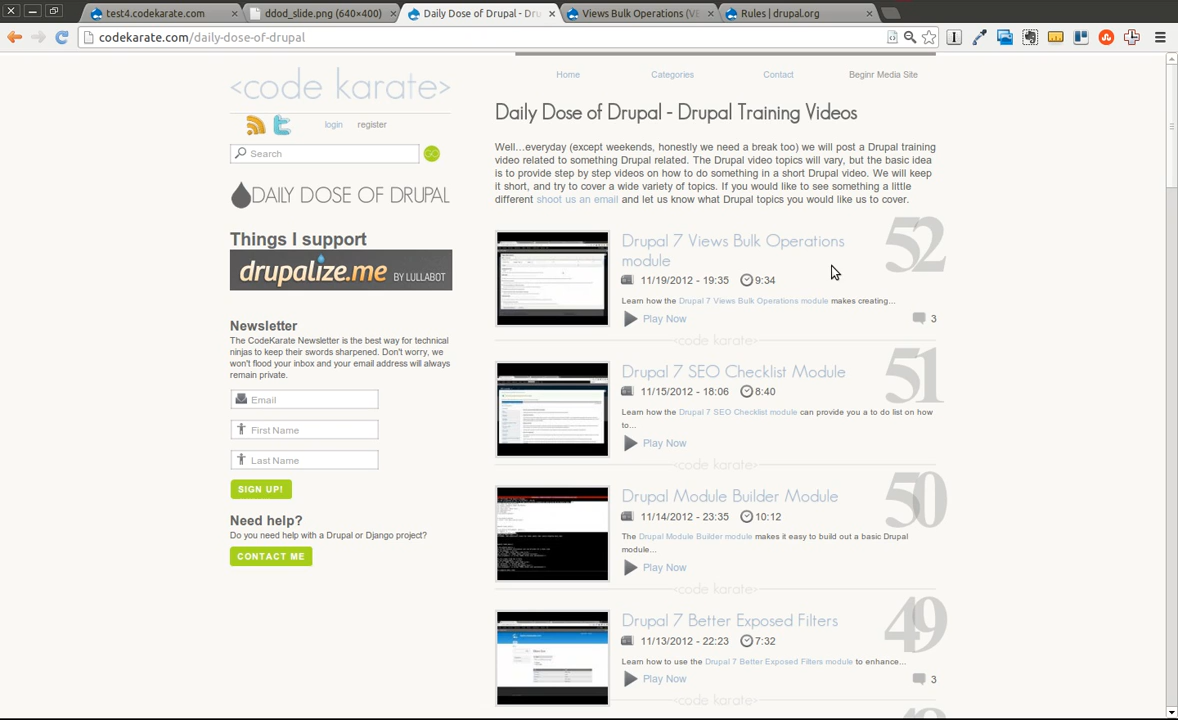 test4.codekarate.com
ddod_slide.png (640×400)
Daily Dose of Drupal - Dru
Views Bulk Operations (VB
Rules | drupal.org
codekarate.com/daily-dose-of-drupal
<code karate>
login register
Search
GO
DAILY DOSE OF DRUPAL
Things I support
drupalize.me BY LULLABOT
Newsletter
The CodeKarate Newsletter is the best way for technical
ninjas to keep their swords sharpened. Don't worry, we
won't flood your inbox and your email address will always
remain private.
Email
First Name
Last Name
SIGN UP!
Need help?
Do you need help with a Drupal or Django project?
CONTACT ME
Home Categories Contact Beginr Media Site
Daily Dose of Drupal - Drupal Training Videos
Well...everyday (except weekends, honestly we need a break too) we will post a Drupal training
video related to something Drupal related. The Drupal video topics will vary, but the basic idea
is to provide step by step videos on how to do something in a short Drupal video. We will keep
it short, and try to cover a wide variety of topics. If you would like to see something a little
different shoot us an email and let us know what Drupal topics you would like us to cover.
Drupal 7 Views Bulk Operations
module
52
11/19/2012 - 19:35 9:34
Learn how the Drupal 7 Views Bulk Operations module makes creating...
Play Now 3
<code karate>
Drupal 7 SEO Checklist Module
51
11/15/2012 - 18:06 8:40
Learn how the Drupal 7 SEO Checklist module can provide you a to do list on how
to...
Play Now
<code karate>
Drupal Module Builder Module
50
11/14/2012 - 23:35 10:12
The Drupal Module Builder module makes it easy to build out a basic Drupal
module...
Play Now
<code karate>
Drupal 7 Better Exposed Filters
49
11/13/2012 - 22:23 7:32
Learn how to use the Drupal 7 Better Exposed Filters module to enhance...
Play Now 3
<code karate>